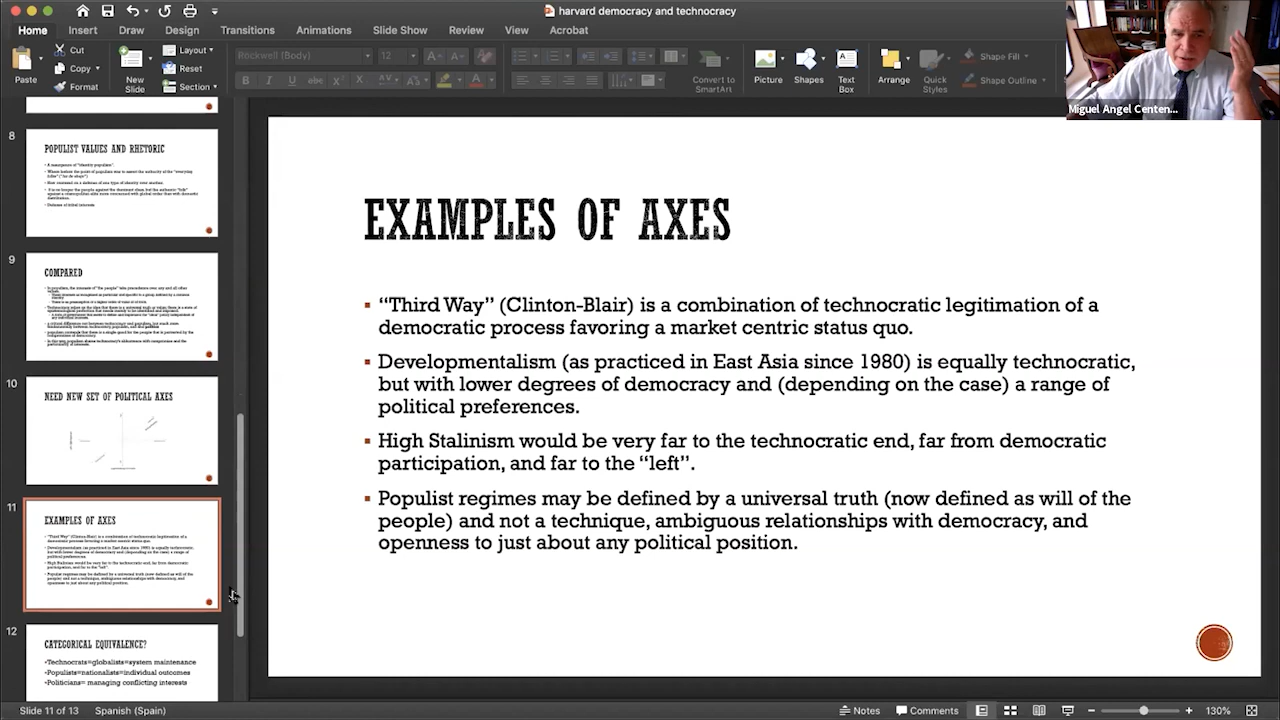 harvard democracy and technocracy
Home Insert Draw Design Transitions Animations Slide Show Review View Acrobat
Paste
Cut
Copy
Format
New
Slide
Layout
Reset
Section
Rockwell (Body) 12
Convert to
SmartArt
Picture
Shapes
Text
Box
Arrange
Quick
Styles
Shape Fill
Shape Outline
Miguel Angel Centen...
8
POPULIST VALUES AND RHETORIC
9
COMPARED
10
NEED NEW SET OF POLITICAL AXES
11
EXAMPLES OF AXES
12
CATEGORICAL EQUIVALENCE?
•Technocrats=globalists=system maintenance
•Populists=nationalists=individual outcomes
•Politicians= managing conflicting interests
EXAMPLES OF AXES
▪ “Third Way” (Clinton-Blair) is a combination of technocratic legitimation of a
democratic process favoring a market centric status quo.
▪ Developmentalism (as practiced in East Asia since 1980) is equally technocratic,
but with lower degrees of democracy and (depending on the case) a range of
political preferences.
▪ High Stalinism would be very far to the technocratic end, far from democratic
participation, and far to the “left”.
▪ Populist regimes may be defined by a universal truth (now defined as will of the
people) and not a technique, ambiguous relationships with democracy, and
openness to just about any political position.
Slide 11 of 13 Spanish (Spain) Notes Comments 130%